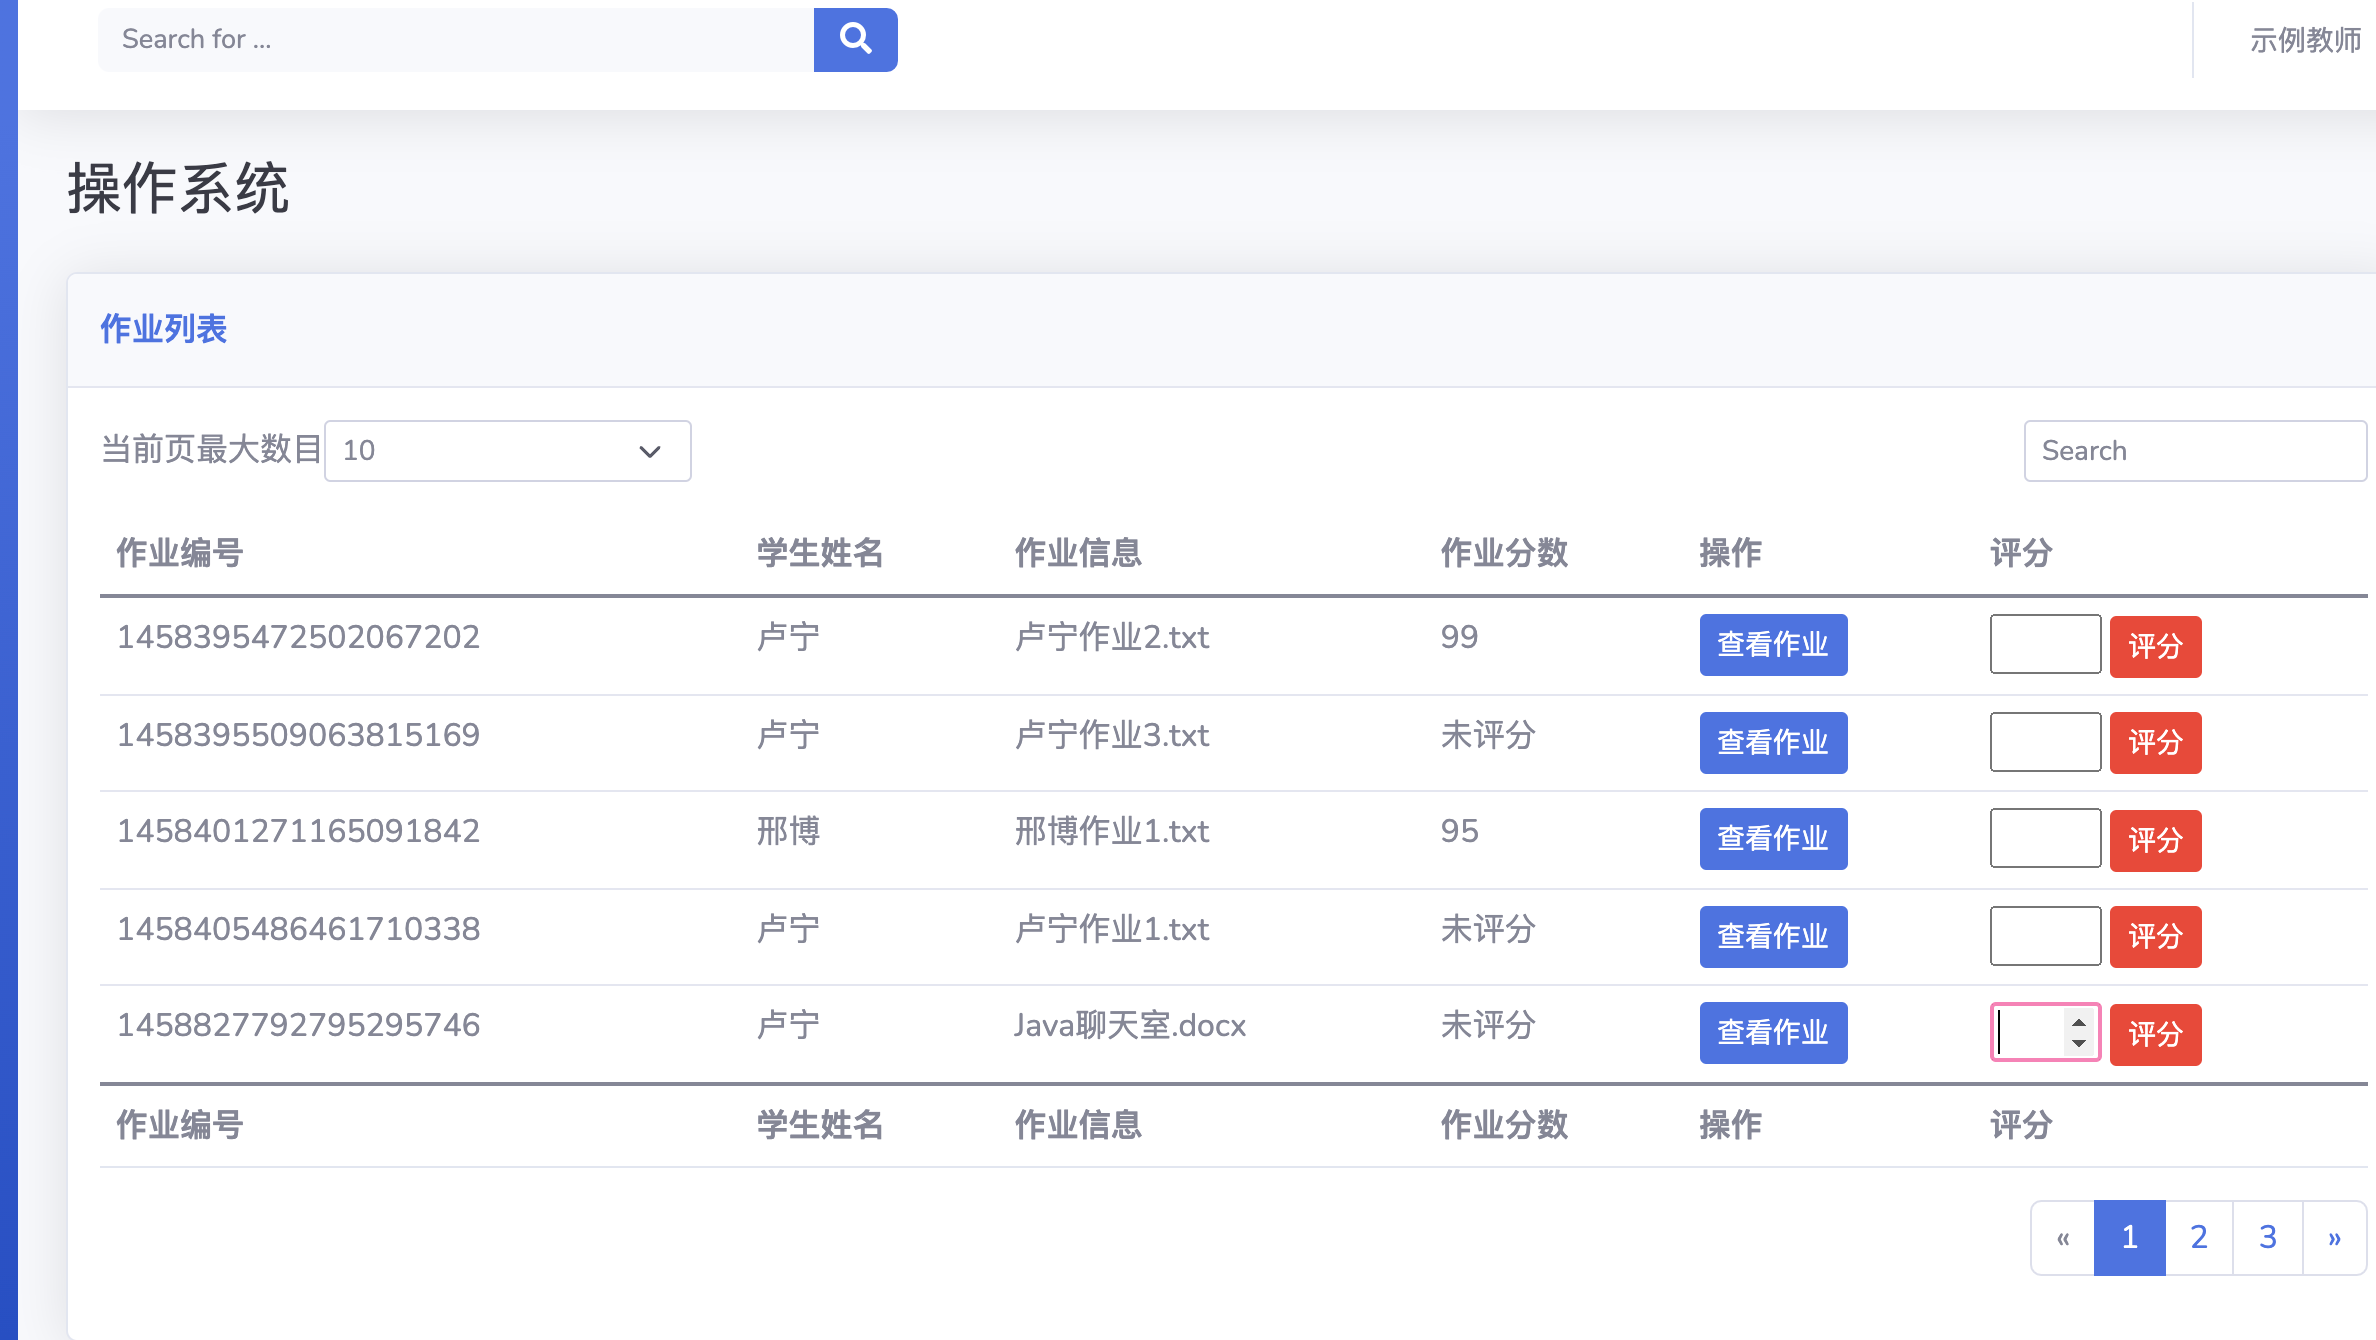 Search for ...
示例教师
操作系统
作业列表
当前页最大数目 10
Search
作业编号 学生姓名 作业信息 作业分数 操作 评分
1458395472502067202 卢宁 卢宁作业2.txt 99 查看作业 评分
1458395509063815169 卢宁 卢宁作业3.txt 未评分 查看作业 评分
1458401271165091842 邢博 邢博作业1.txt 95 查看作业 评分
1458405486461710338 卢宁 卢宁作业1.txt 未评分 查看作业 评分
1458827792795295746 卢宁 Java聊天室.docx 未评分 查看作业 评分
作业编号 学生姓名 作业信息 作业分数 操作 评分
« 1 2 3 »